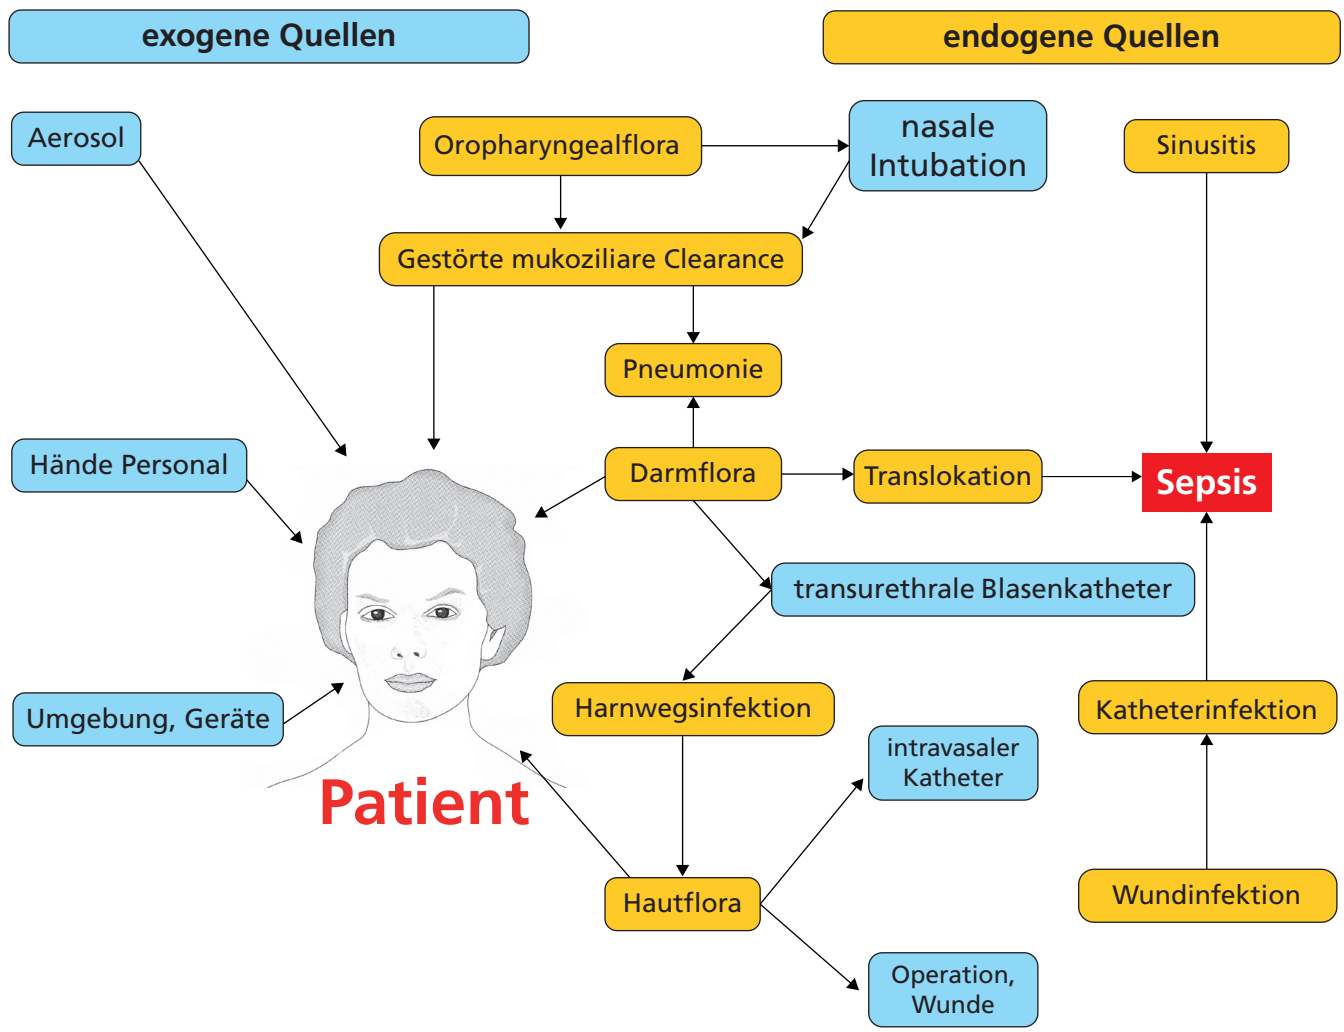 exogene Quellen
endogene Quellen
Aerosol
Oropharyngealflora
nasale
Intubation
Sinusitis
Gestörte mukoziliare Clearance
Pneumonie
Hände Personal
Darmflora
Translokation
Sepsis
transurethrale Blasenkatheter
Umgebung, Geräte
Harnwegsinfektion
Katheterinfektion
intravasaler
Katheter
Patient
Hautflora
Wundinfektion
Operation,
Wunde